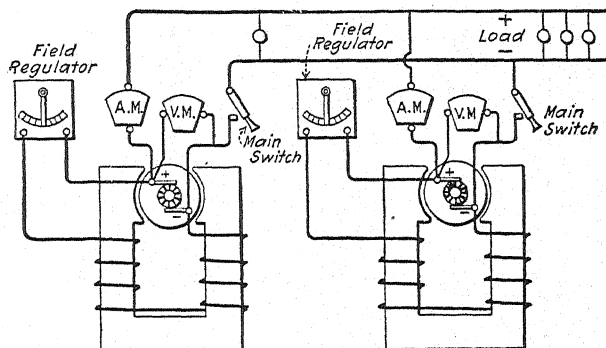 Field
Regulator
A.M.
V.M.
Main
Switch
+
-
Field
Regulator
A.M.
V.M
+
Load
-
Main
Switch
+
-